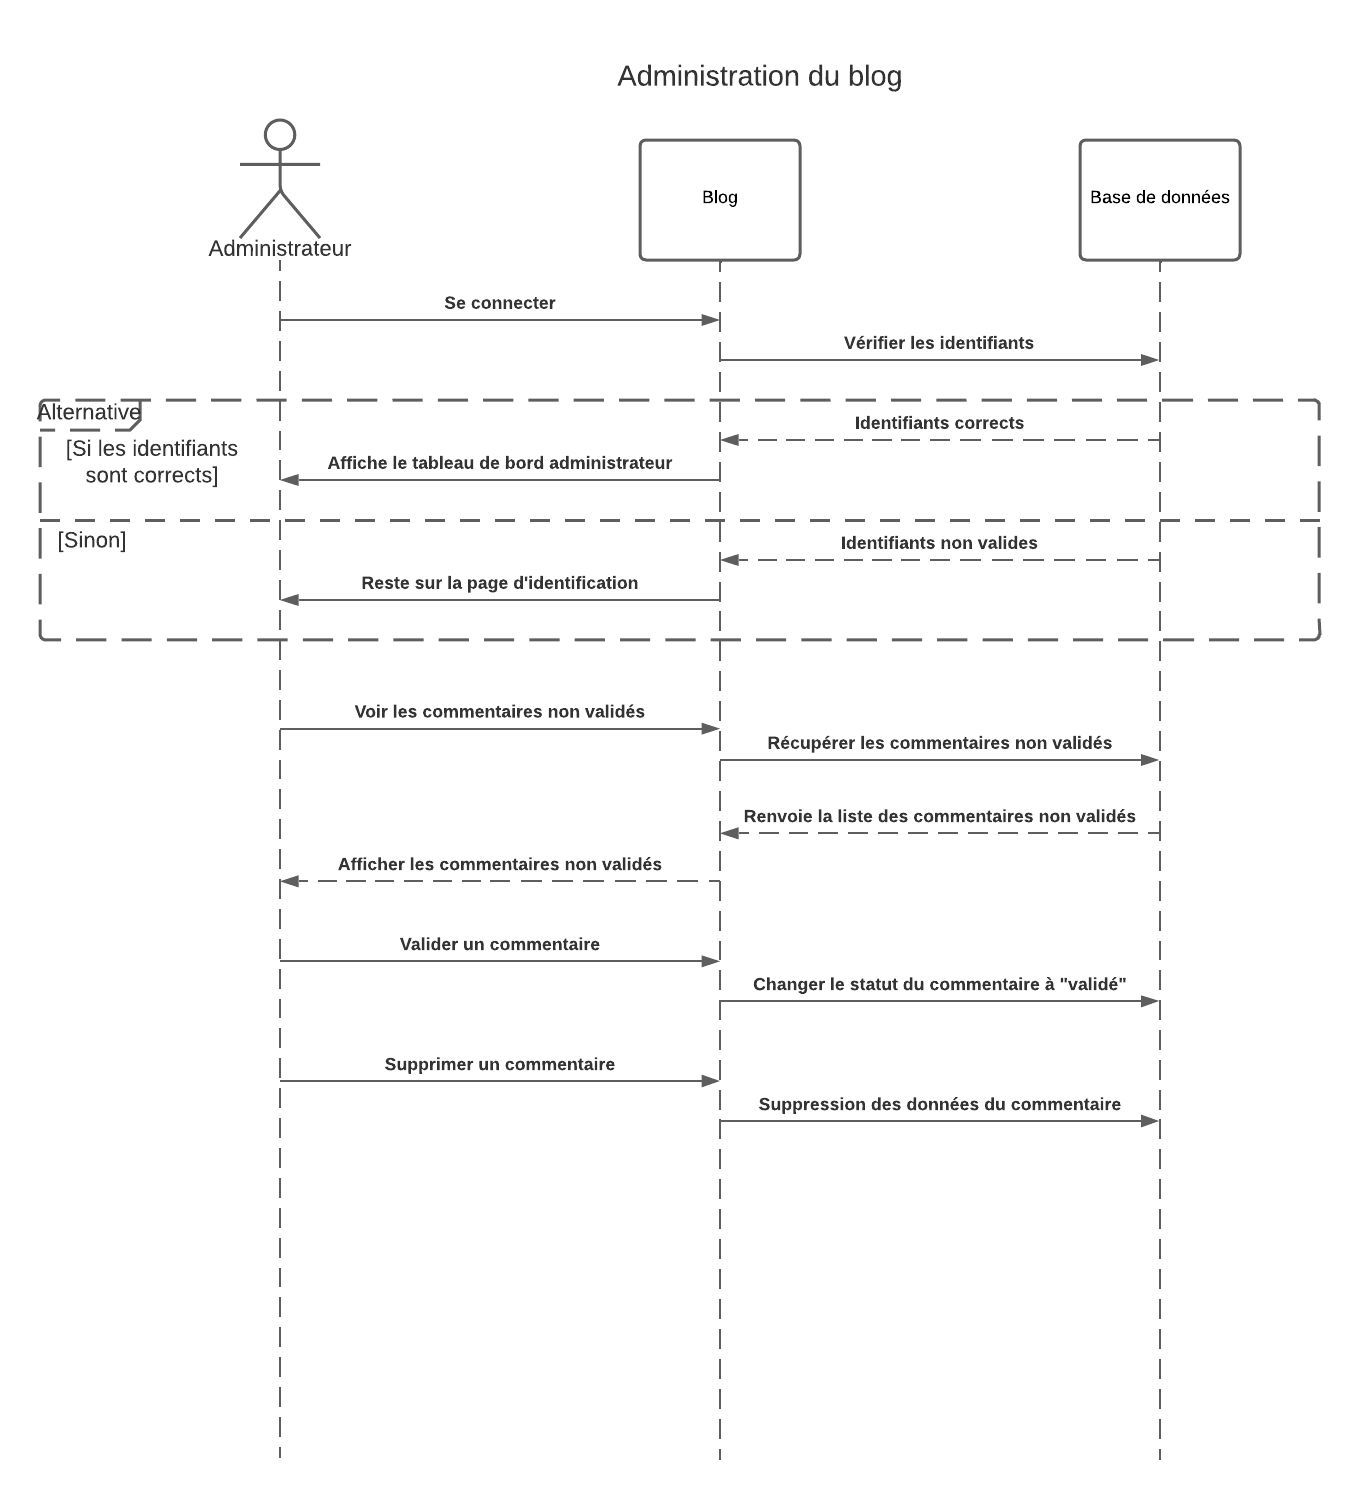 Administration du blog
Blog
Base de données
Administrateur
Se connecter
Vérifier les identifiants
Alternative
Identifiants corrects
[Si les identifiants
sont corrects]
Affiche le tableau de bord administrateur
[Sinon]
Identifiants non valides
Reste sur la page d'identification
Voir les commentaires non validés
Récupérer les commentaires non validés
Renvoie la liste des commentaires non validés
Afficher les commentaires non validés
Valider un commentaire
Changer le statut du commentaire à "validé"
Supprimer un commentaire
Suppression des données du commentaire